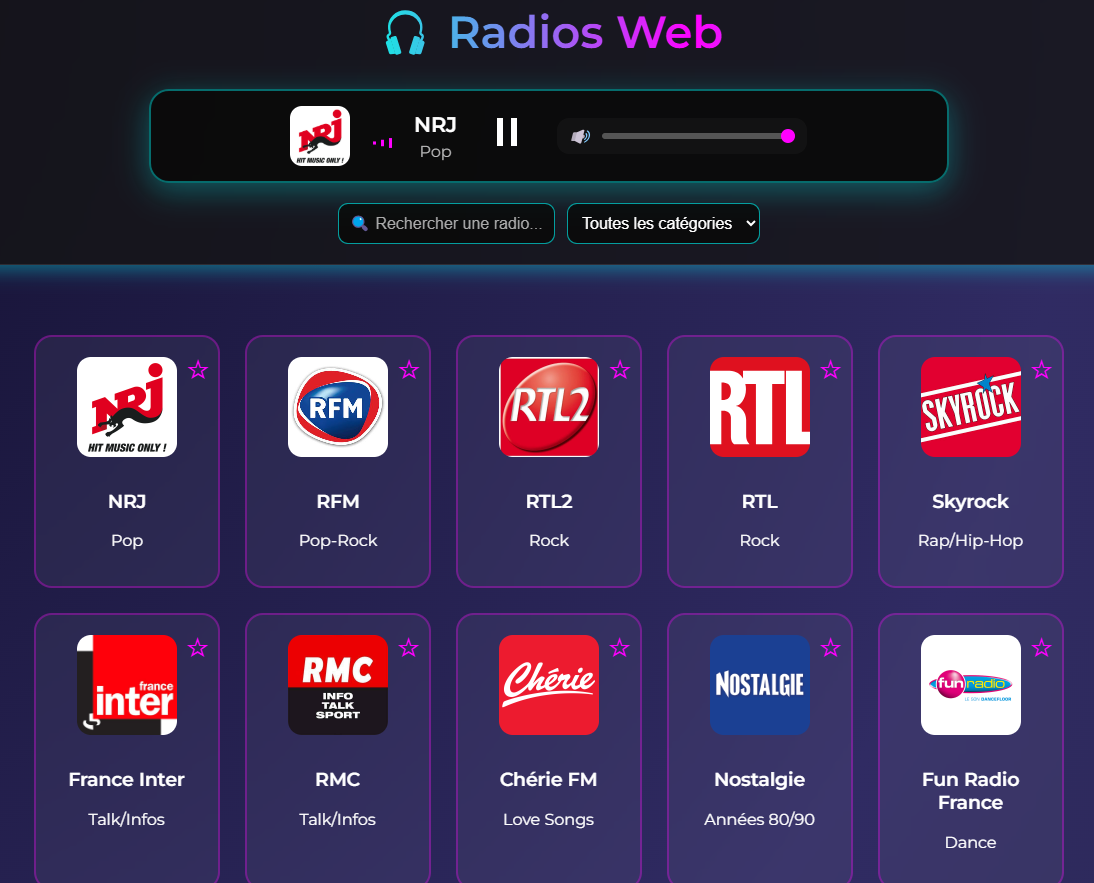 Radios Web
NRJ
HIT MUSIC ONLY !
NRJ
Pop
Rechercher une radio...
Toutes les catégories
NRJ
HIT MUSIC ONLY !
RFM
RTL2
RTL
SKYROCK
NRJ
RFM
RTL2
RTL
Skyrock
Pop
Pop-Rock
Rock
Rock
Rap/Hip-Hop
france
inter
RMC
INFO
TALK
SPORT
Chérie
NOSTALGIE
fun radio
LE SON DANCEFLOOR
France Inter
RMC
Chérie FM
Nostalgie
Fun Radio
France
Talk/Infos
Talk/Infos
Love Songs
Années 80/90
Dance